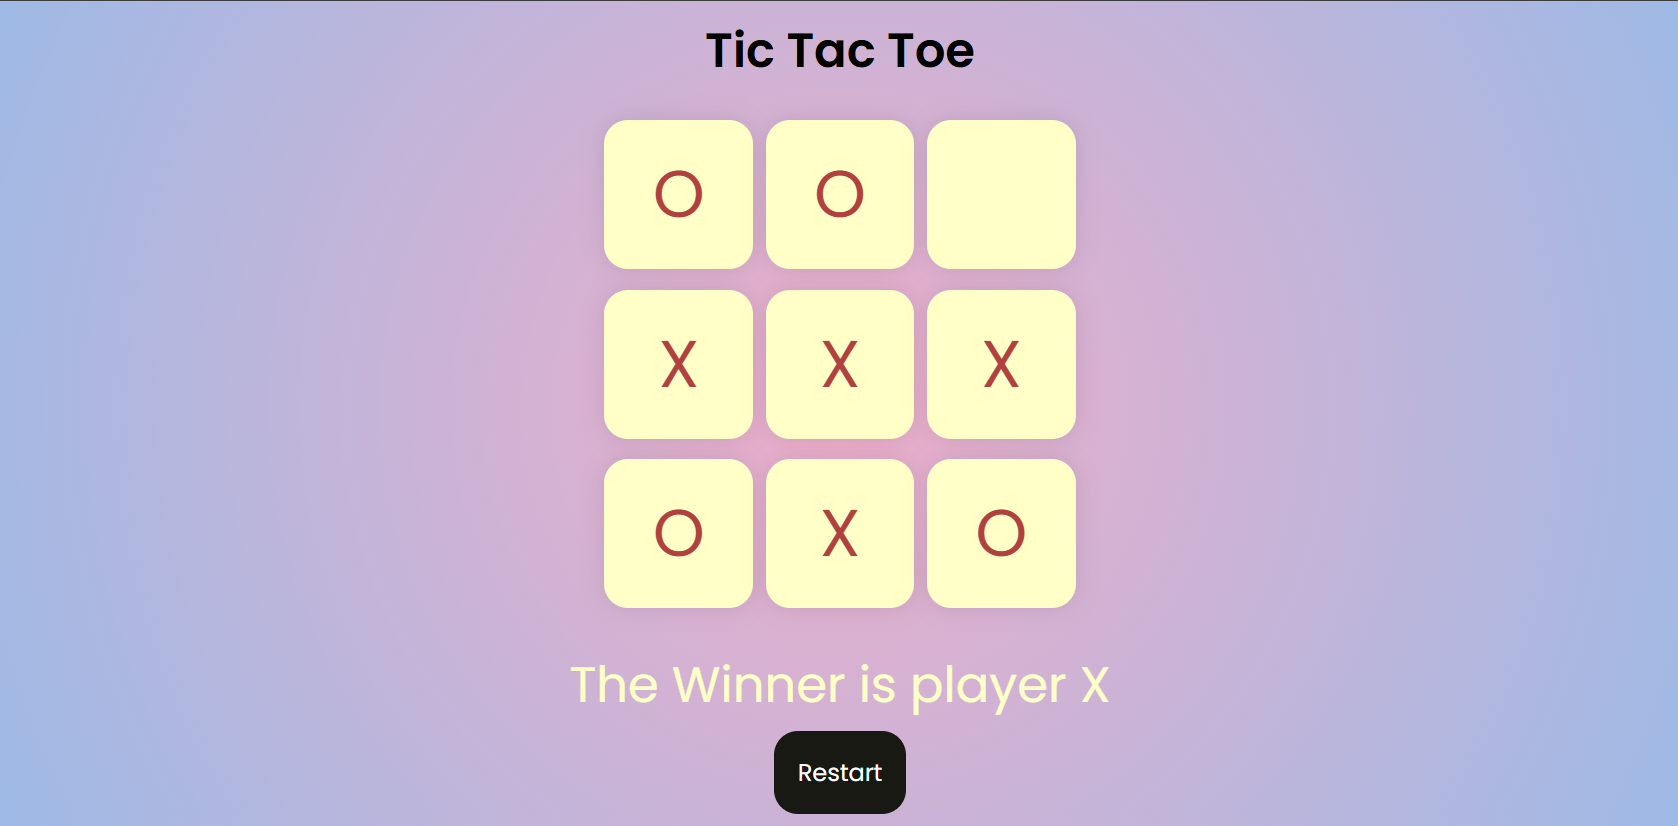 Tic Tac Toe
O O
X X X
O X O
The Winner is player X
Restart